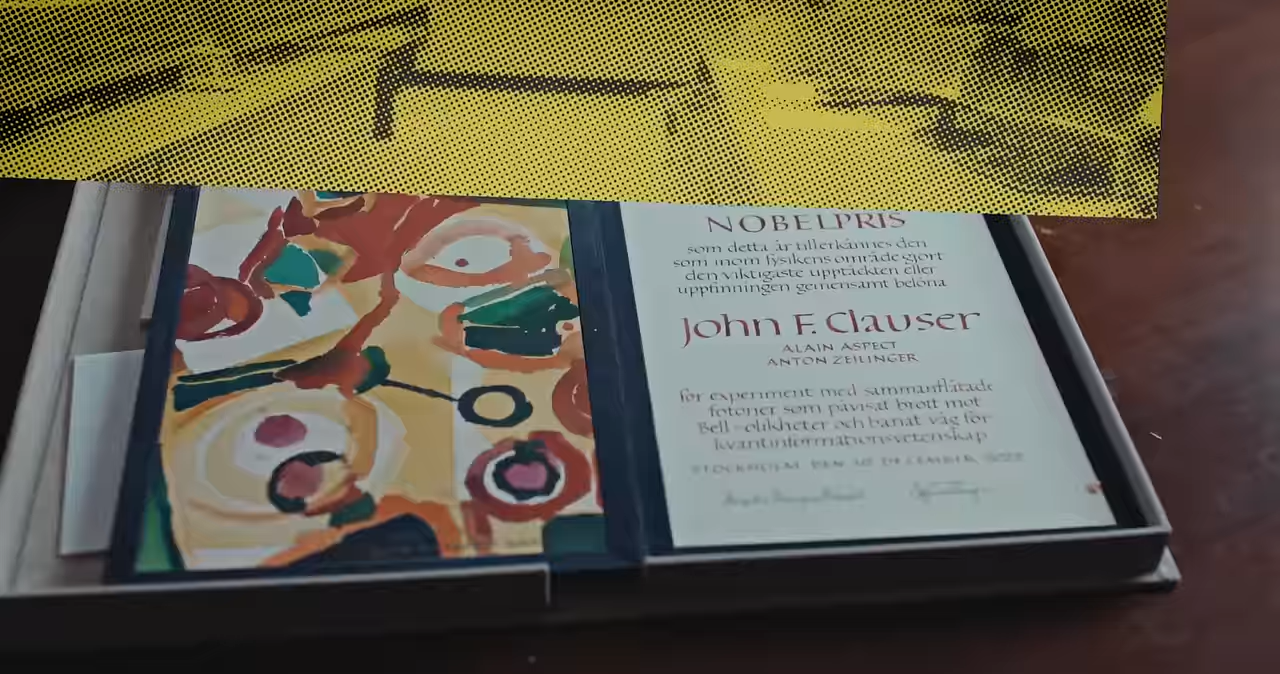 NOBELPRIS
som detta år tillerkännes den
som inom fysikens område gjort
den viktigaste upptäckten eller
uppfinningen gemensamt belöna
John F. Clauser
ALAIN ASPECT
ANTON ZEILINGER
för experiment med sammanflätade
fotoner som påvisat brott mot
Bell-olikheter och banat väg för
kvantinformationsvetenskap
STOCKHOLM DEN 10 DECEMBER 2022